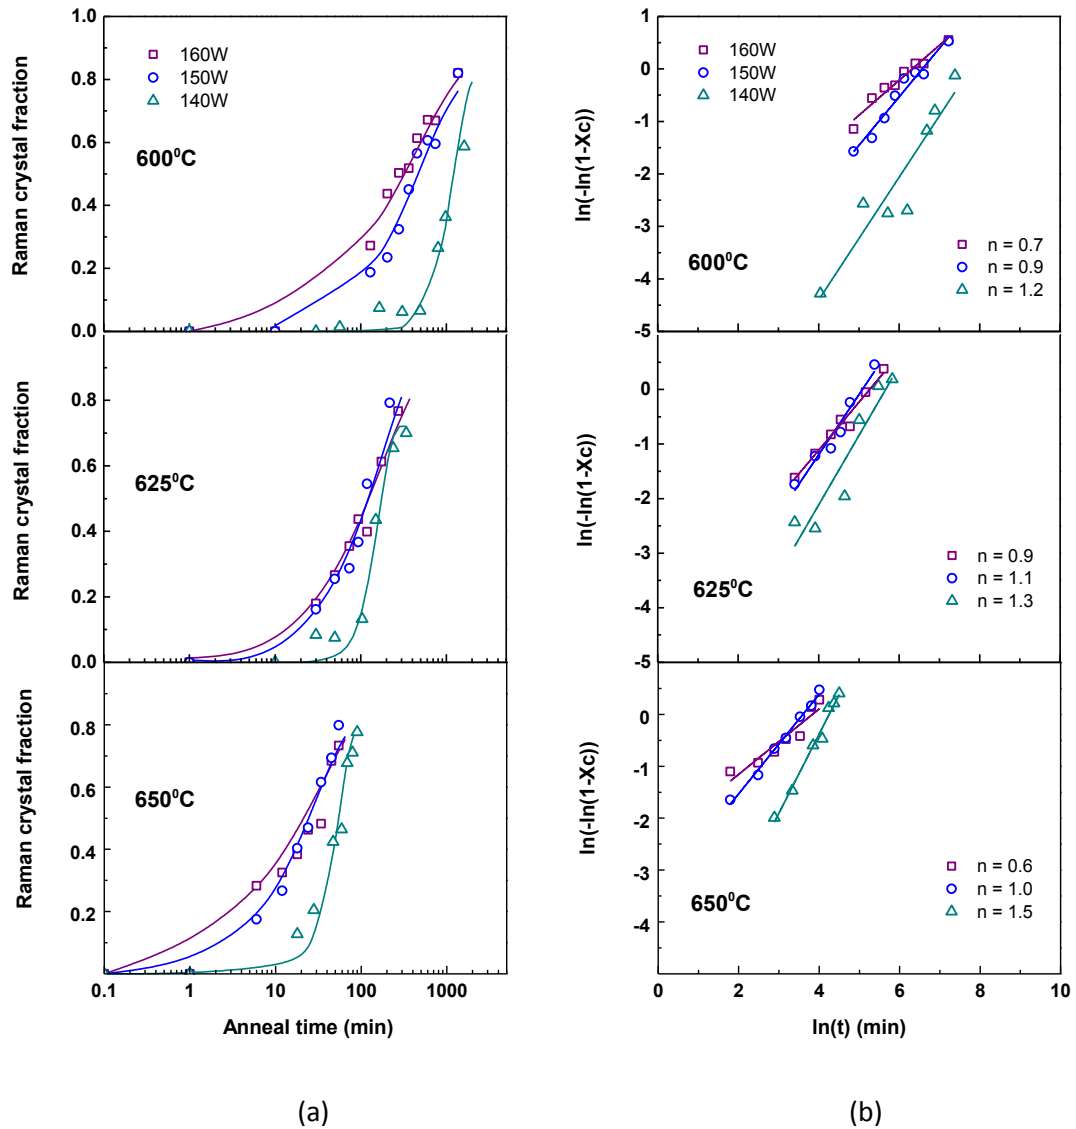 1.0
0.8
0.6
0.4
0.2
0.0
Raman crystal fraction
160W
150W
140W
600⁰C
0.8
0.6
0.4
0.2
0.0
Raman crystal fraction
625⁰C
0.8
0.6
0.4
0.2
Raman crystal fraction
650⁰C
0.1 1 10 100 1000
Anneal time (min)
(a)
1
0
-1
-2
-3
-4
-5
ln(-ln(1-Xc))
160W
150W
140W
600⁰C
n = 0.7
n = 0.9
n = 1.2
0
-1
-2
-3
-4
-5
ln(-ln(1-Xc))
625⁰C
n = 0.9
n = 1.1
n = 1.3
0
-1
-2
-4
ln(-ln(1-Xc))
650⁰C
n = 0.6
n = 1.0
n = 1.5
0 2 4 6 8 10
ln(t) (min)
(b)